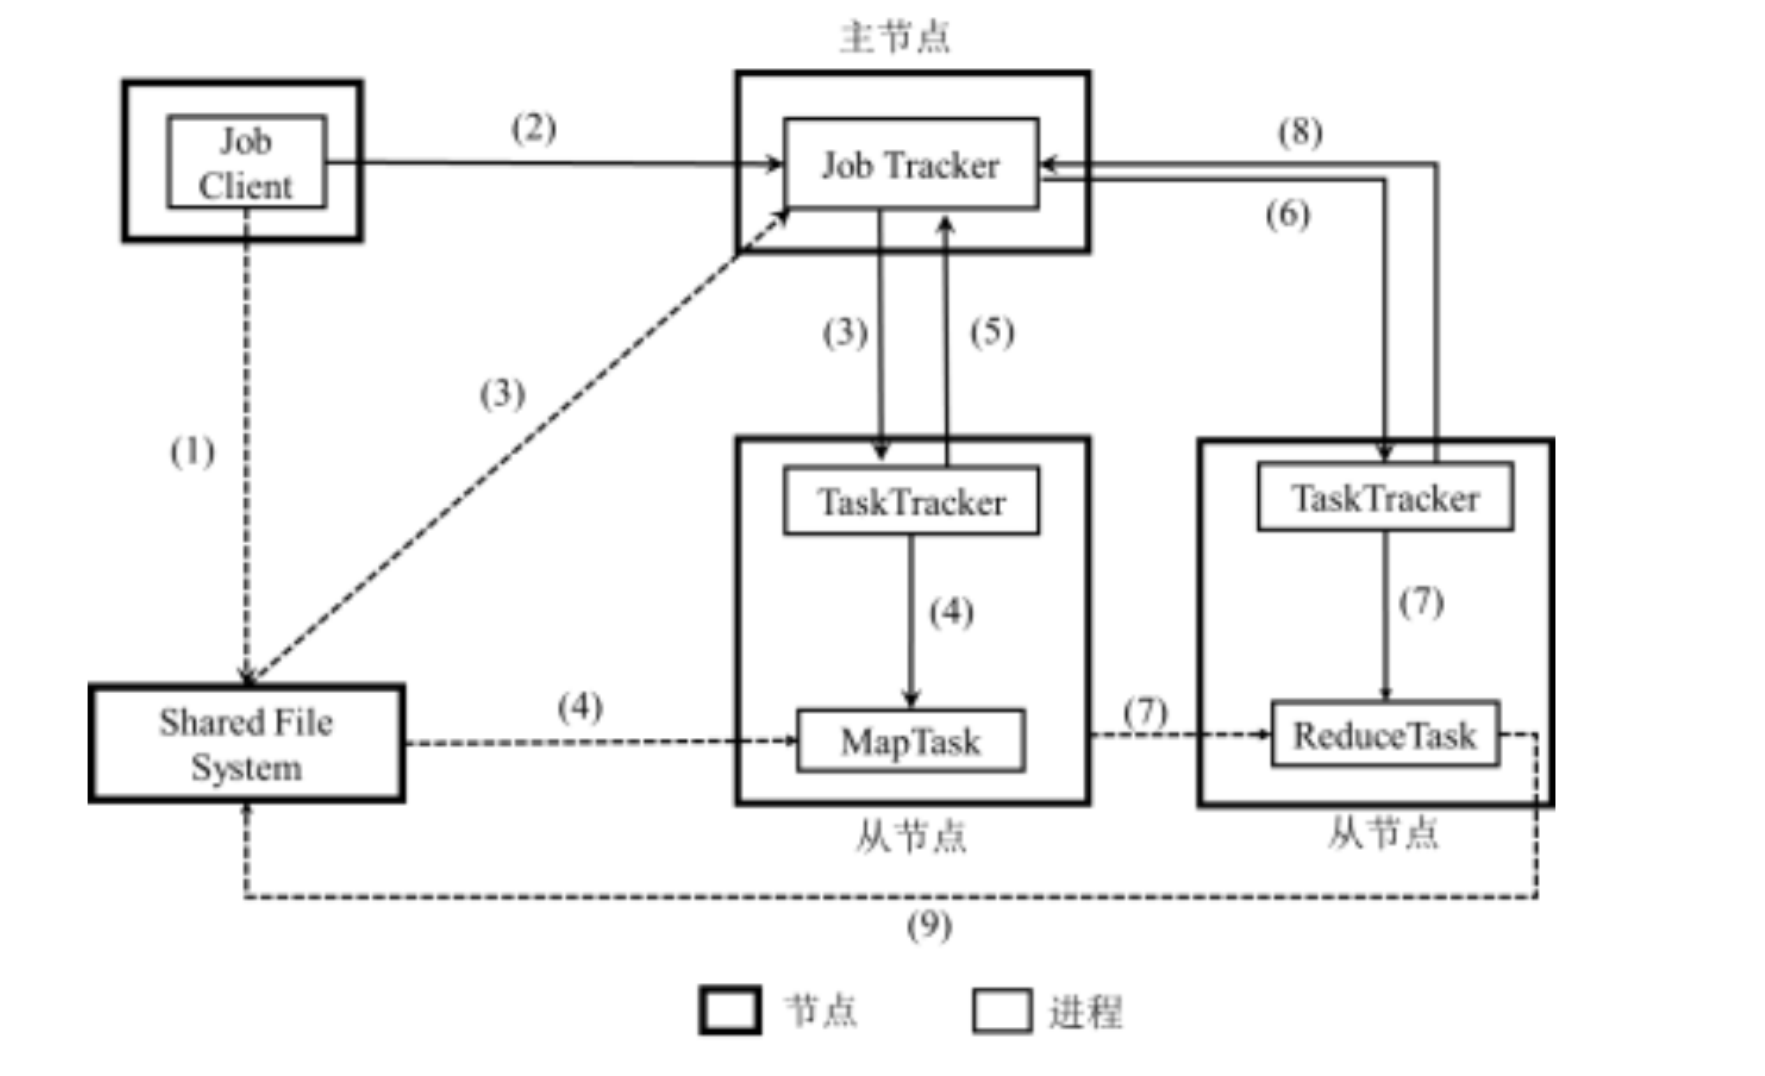 主节点
Job
Client
(2)
Job Tracker
(8)
(6)
(3)
(5)
(3)
(1)
TaskTracker
TaskTracker
(4)
(7)
Shared File
System
(4)
MapTask
(7)
ReduceTask
从节点
从节点
(9)
节点
进程